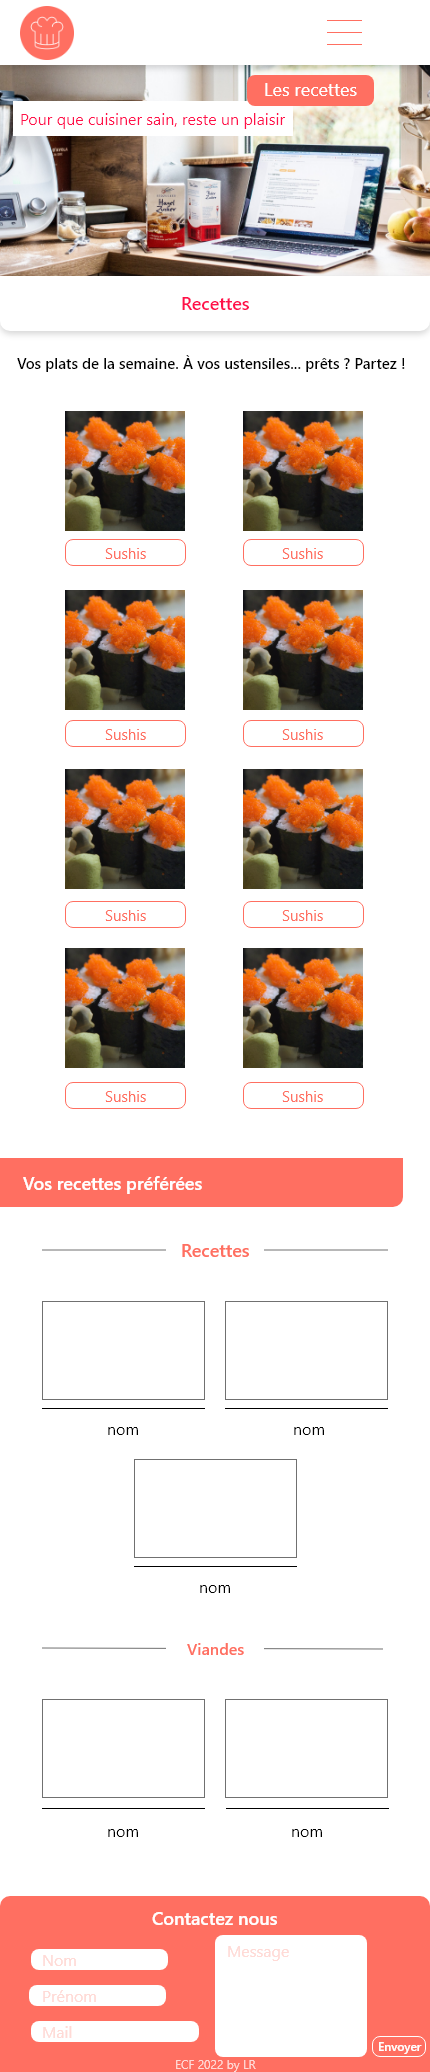 Les recettes
Pour que cuisiner sain, reste un plaisir
Recettes
Vos plats de la semaine. À vos ustensiles... prêts ? Partez !
Sushis
Sushis
Sushis
Sushis
Sushis
Sushis
Sushis
Sushis
Vos recettes préférées
Recettes
nom
nom
nom
Viandes
nom
nom
Contactez nous
Nom
Message
Prénom
Mail
Envoyer
ECF 2022 by LR